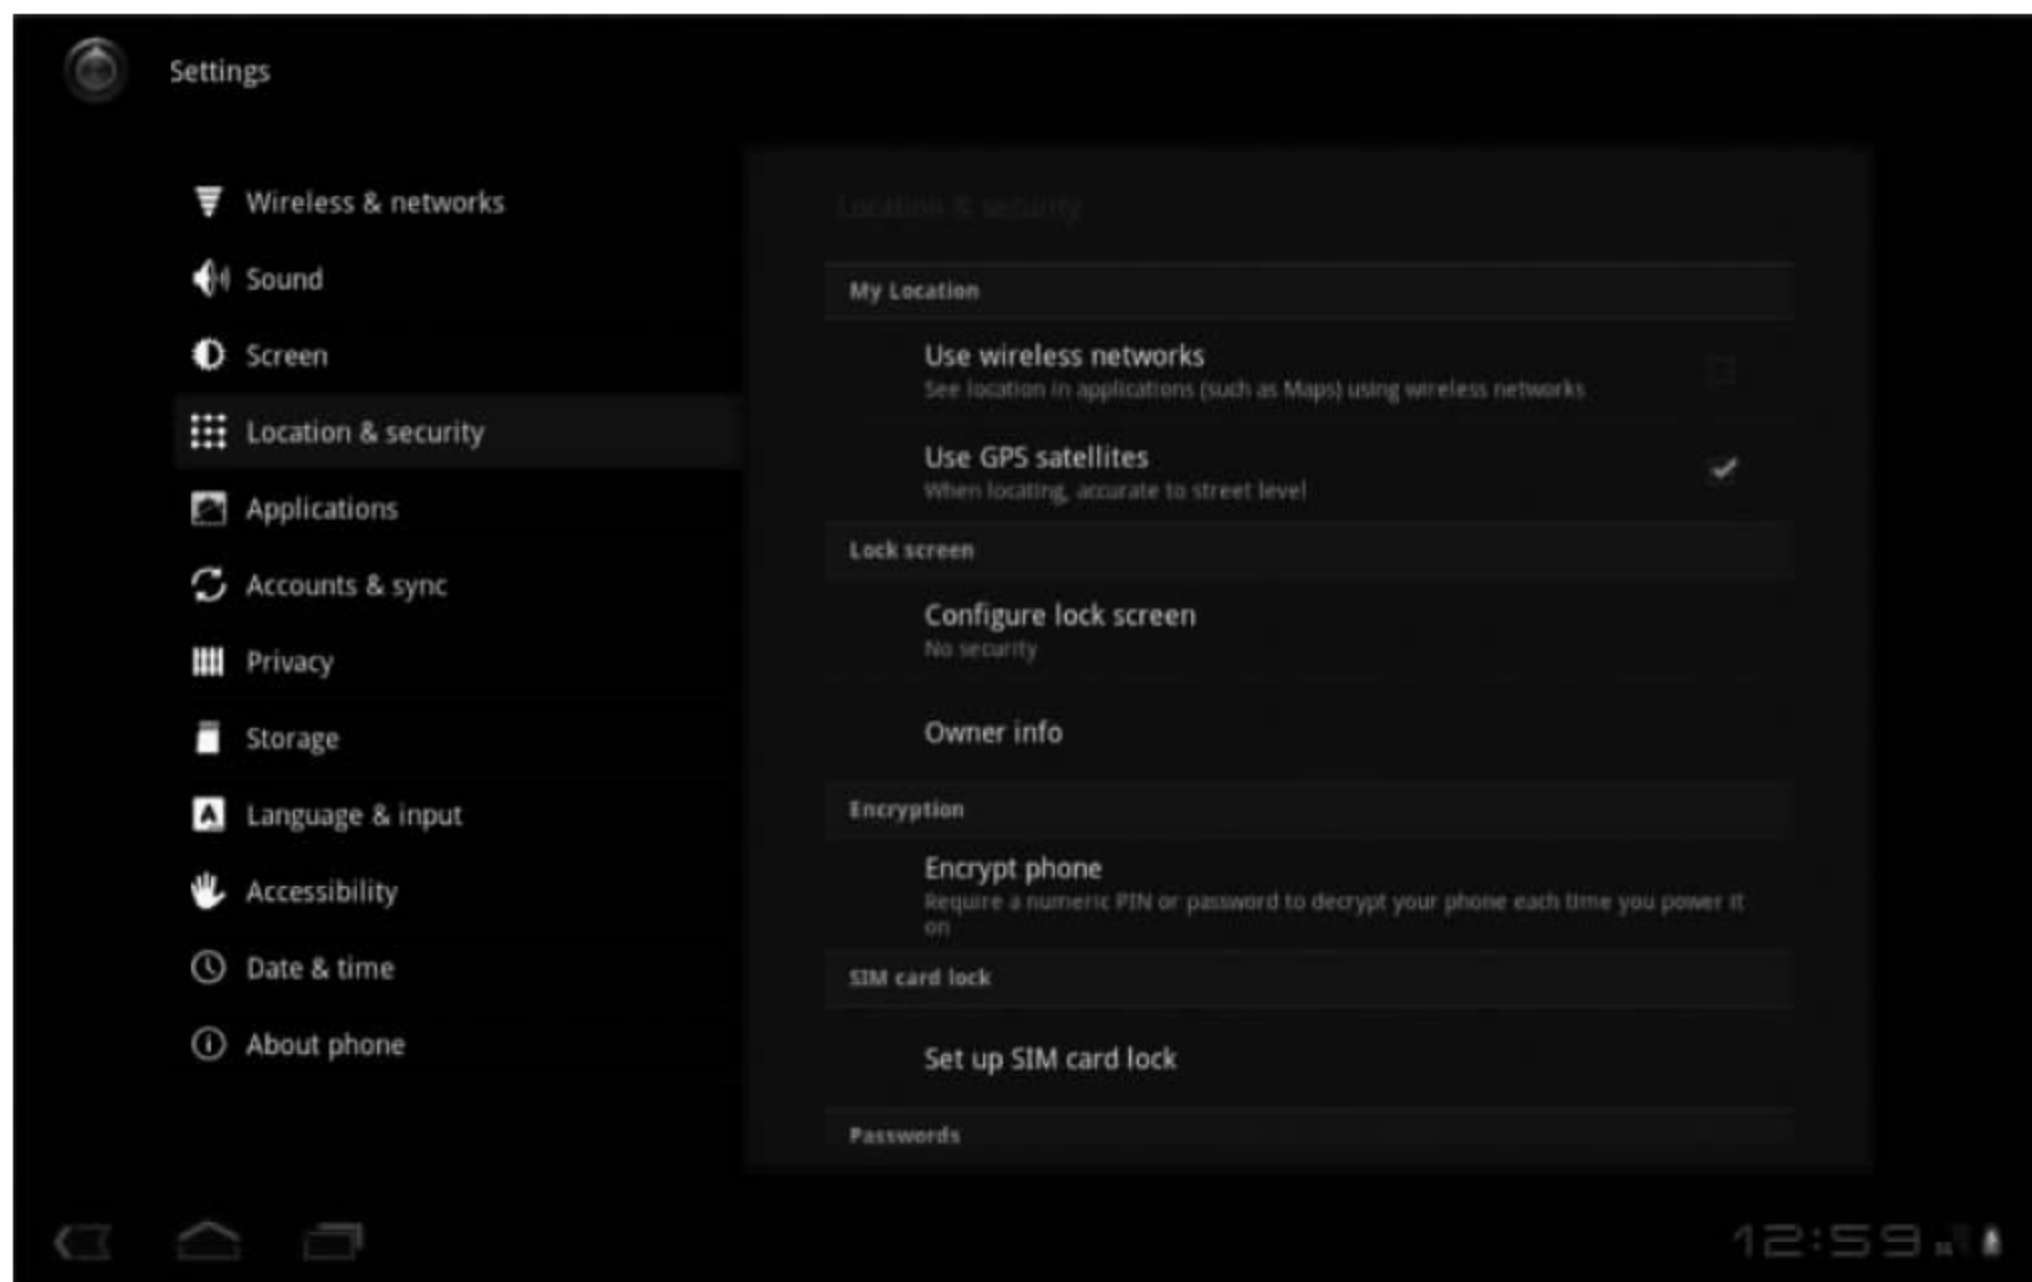 Settings
Wireless & networks
Sound
Screen
Location & security
Applications
Accounts & sync
Privacy
Storage
Language & input
Accessibility
Date & time
About phone
Location & security
My Location
Use wireless networks
See location in applications (such as Maps) using wireless networks
Use GPS satellites
When locating, accurate to street level
Lock screen
Configure lock screen
No security
Owner info
Encryption
Encrypt phone
Require a numeric PIN or password to decrypt your phone each time you power it
on
SIM card lock
Set up SIM card lock
Passwords
12:59